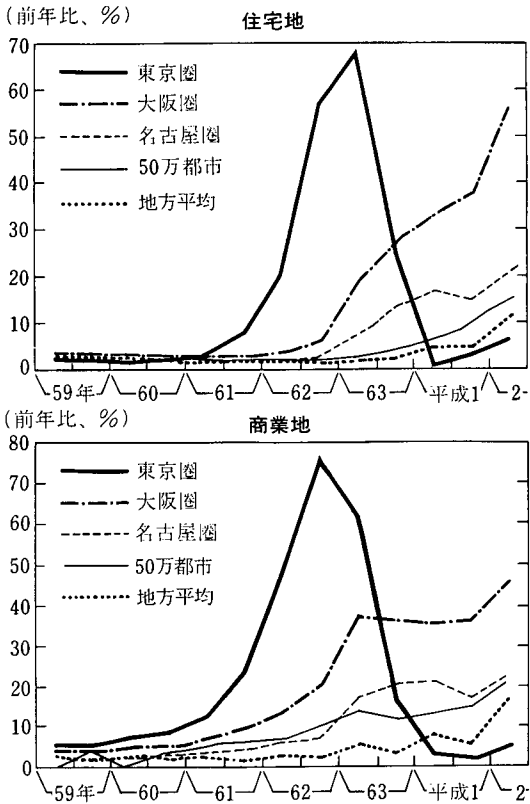 (前年比、%)
住宅地
70
60
50
40
30
20
10
0
東京圏
大阪圏
名古屋圏
50万都市
地方平均
59年 60 61 62 63 平成1 2
(前年比、%)
商業地
80
70
60
50
40
30
20
10
0
東京圏
大阪圏
名古屋圏
50万都市
地方平均
59年 60 61 62 63 平成1 2